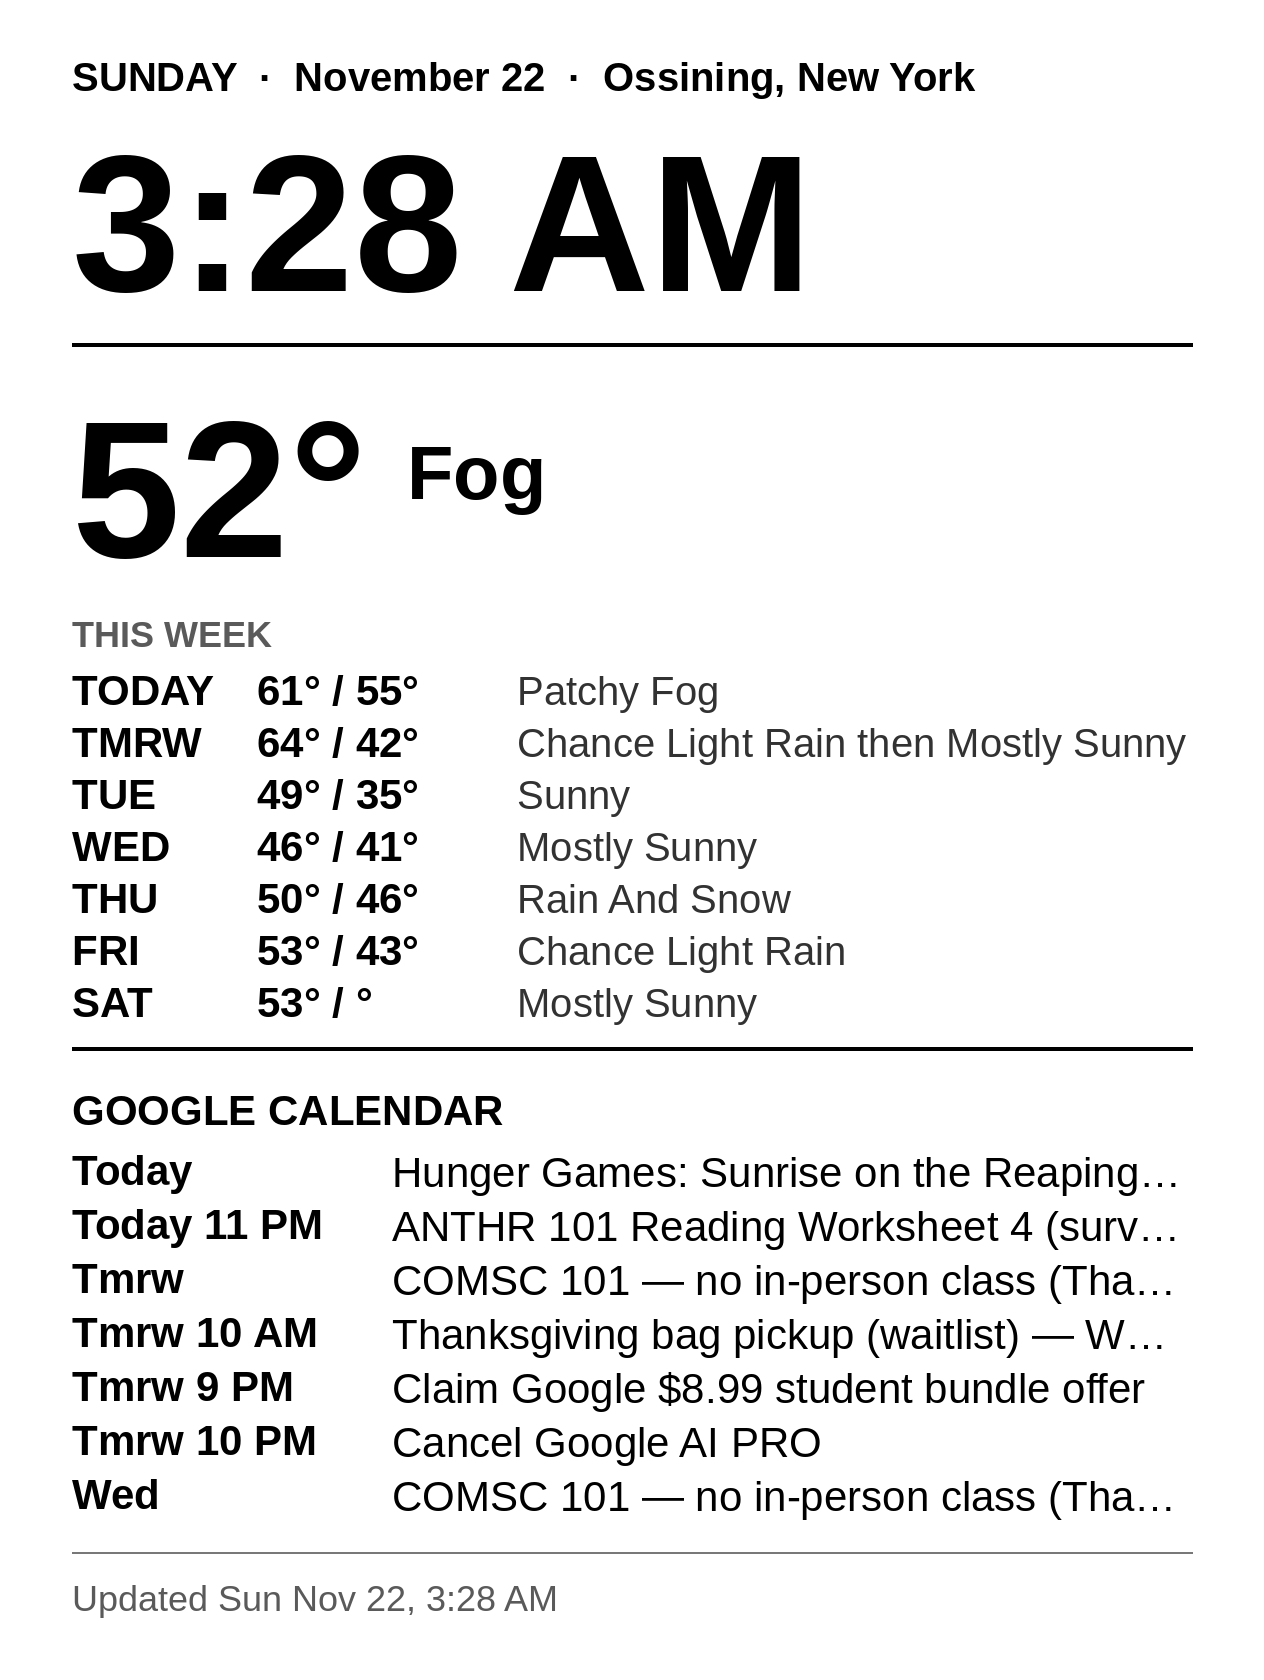 SUNDAY · November 22 · Ossining, New York
3:28 AM
52° Fog
THIS WEEK
TODAY 61° / 55° Patchy Fog
TMRW 64° / 42° Chance Light Rain then Mostly Sunny
TUE 49° / 35° Sunny
WED 46° / 41° Mostly Sunny
THU 50° / 46° Rain And Snow
FRI 53° / 43° Chance Light Rain
SAT 53° / ° Mostly Sunny
GOOGLE CALENDAR
Today Hunger Games: Sunrise on the Reaping…
Today 11 PM ANTHR 101 Reading Worksheet 4 (surv…
Tmrw COMSC 101 — no in-person class (Tha…
Tmrw 10 AM Thanksgiving bag pickup (waitlist) — W…
Tmrw 9 PM Claim Google $8.99 student bundle offer
Tmrw 10 PM Cancel Google AI PRO
Wed COMSC 101 — no in-person class (Tha…
Updated Sun Nov 22, 3:28 AM